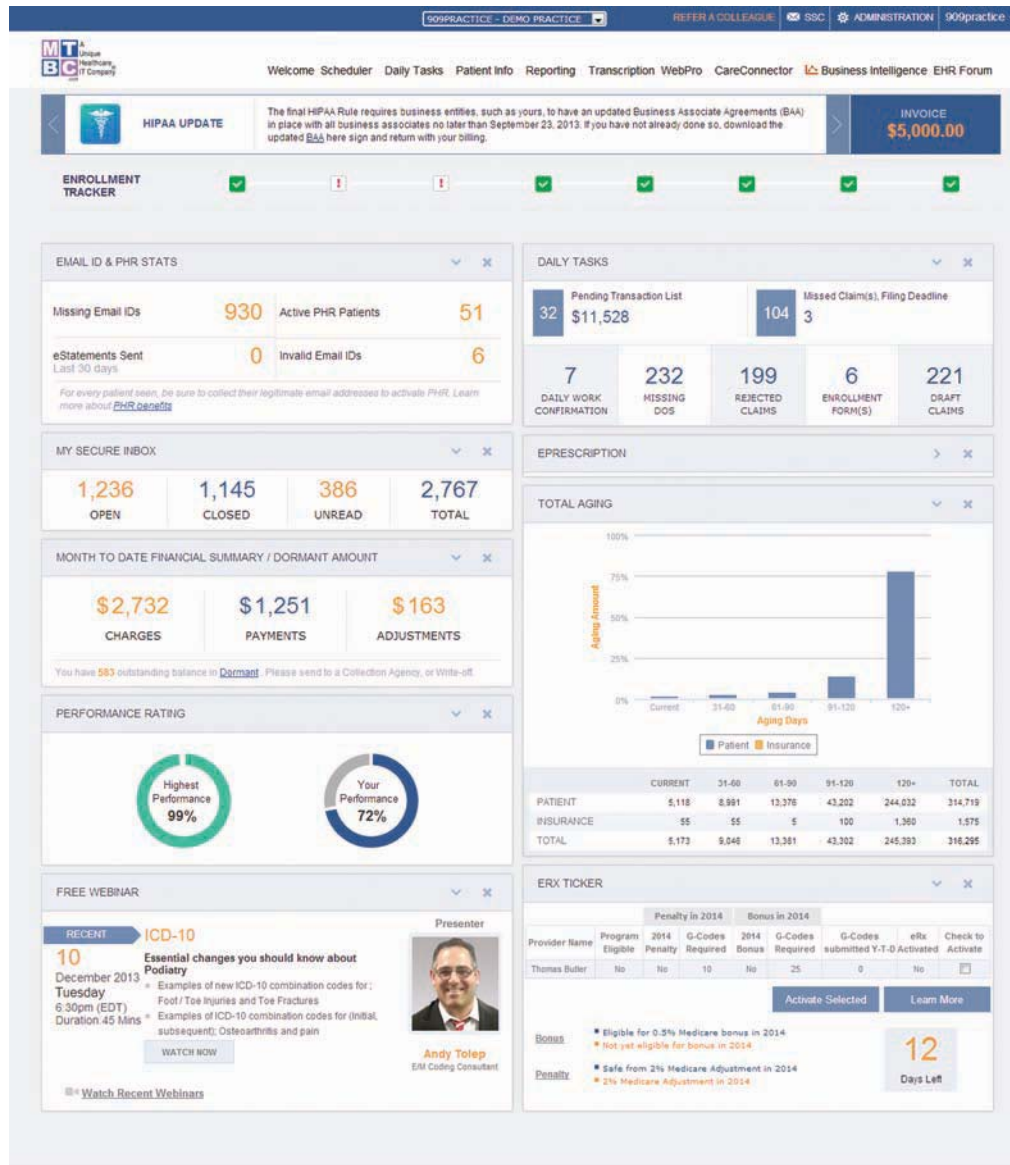 909PRACTICE - DEMO PRACTICE
REFER A COLLEAGUE SSC ADMINISTRATION 909practice
MTBC.com A Unique Healthcare IT Company
Welcome Scheduler Daily Tasks Patient Info Reporting Transcription WebPro CareConnector Business Intelligence EHR Forum
HIPAA UPDATE
The final HIPAA Rule requires business entities, such as yours, to have an updated Business Associate Agreements (BAA)
in place with all business associates no later than September 23, 2013. If you have not already done so, download the
updated BAA here sign and return with your billing.
INVOICE
$5,000.00
ENROLLMENT
TRACKER
EMAIL ID & PHR STATS
Missing Email IDs 930 Active PHR Patients 51
eStatements Sent 0 Invalid Email IDs 6
Last 30 days
For every patient seen, be sure to collect their legitimate email addresses to activate PHR. Learn
more about PHR benefits
MY SECURE INBOX
1,236 1,145 386 2,767
OPEN CLOSED UNREAD TOTAL
MONTH TO DATE FINANCIAL SUMMARY / DORMANT AMOUNT
$2,732 $1,251 $163
CHARGES PAYMENTS ADJUSTMENTS
You have 583 outstanding balance in Dormant . Please send to a Collection Agency, or Write-off.
PERFORMANCE RATING
Highest
Performance
99%
Your
Performance
72%
FREE WEBINAR
RECENT
10
December 2013
Tuesday
6:30pm (EDT)
Duration:45 Mins
ICD-10
Essential changes you should know about
Podiatry
Examples of new ICD-10 combination codes for ;
Foot / Toe Injuries and Toe Fractures
Examples of ICD-10 combination codes for (Initial,
subsequent); Osteoarthritis and pain
WATCH NOW
Presenter
Andy Tolep
E/M Coding Consultant
Watch Recent Webinars
DAILY TASKS
32 Pending Transaction List
$11,528
104 Missed Claim(s), Filing Deadline
3
7 232 199 6 221
DAILY WORK MISSING REJECTED ENROLLMENT DRAFT
CONFIRMATION DOS CLAIMS FORM(S) CLAIMS
EPRESCRIPTION
TOTAL AGING
100%
75%
50%
25%
0%
Aging Amount
Current 31-60 61-90 91-120 120+
Aging Days
Patient Insurance
CURRENT 31-60 61-90 91-120 120+ TOTAL
PATIENT 5,118 8,991 13,376 43,202 244,032 314,719
INSURANCE 55 55 5 100 1,360 1,575
TOTAL 5,173 9,046 13,381 43,302 245,393 316,295
ERX TICKER
Penalty in 2014 Bonus in 2014
Provider Name Program 2014 G-Codes 2014 G-Codes G-Codes eRx Check to
Eligible Penalty Required Bonus Required submitted Y-T-D Activated Activate
Thomas Butler No No 10 No 25 0 No
Activate Selected Learn More
Bonus
Eligible for 0.5% Medicare bonus in 2014
Not yet eligible for bonus in 2014
Penalty
Safe from 2% Medicare Adjustment in 2014
2% Medicare Adjustment in 2014
12
Days Left